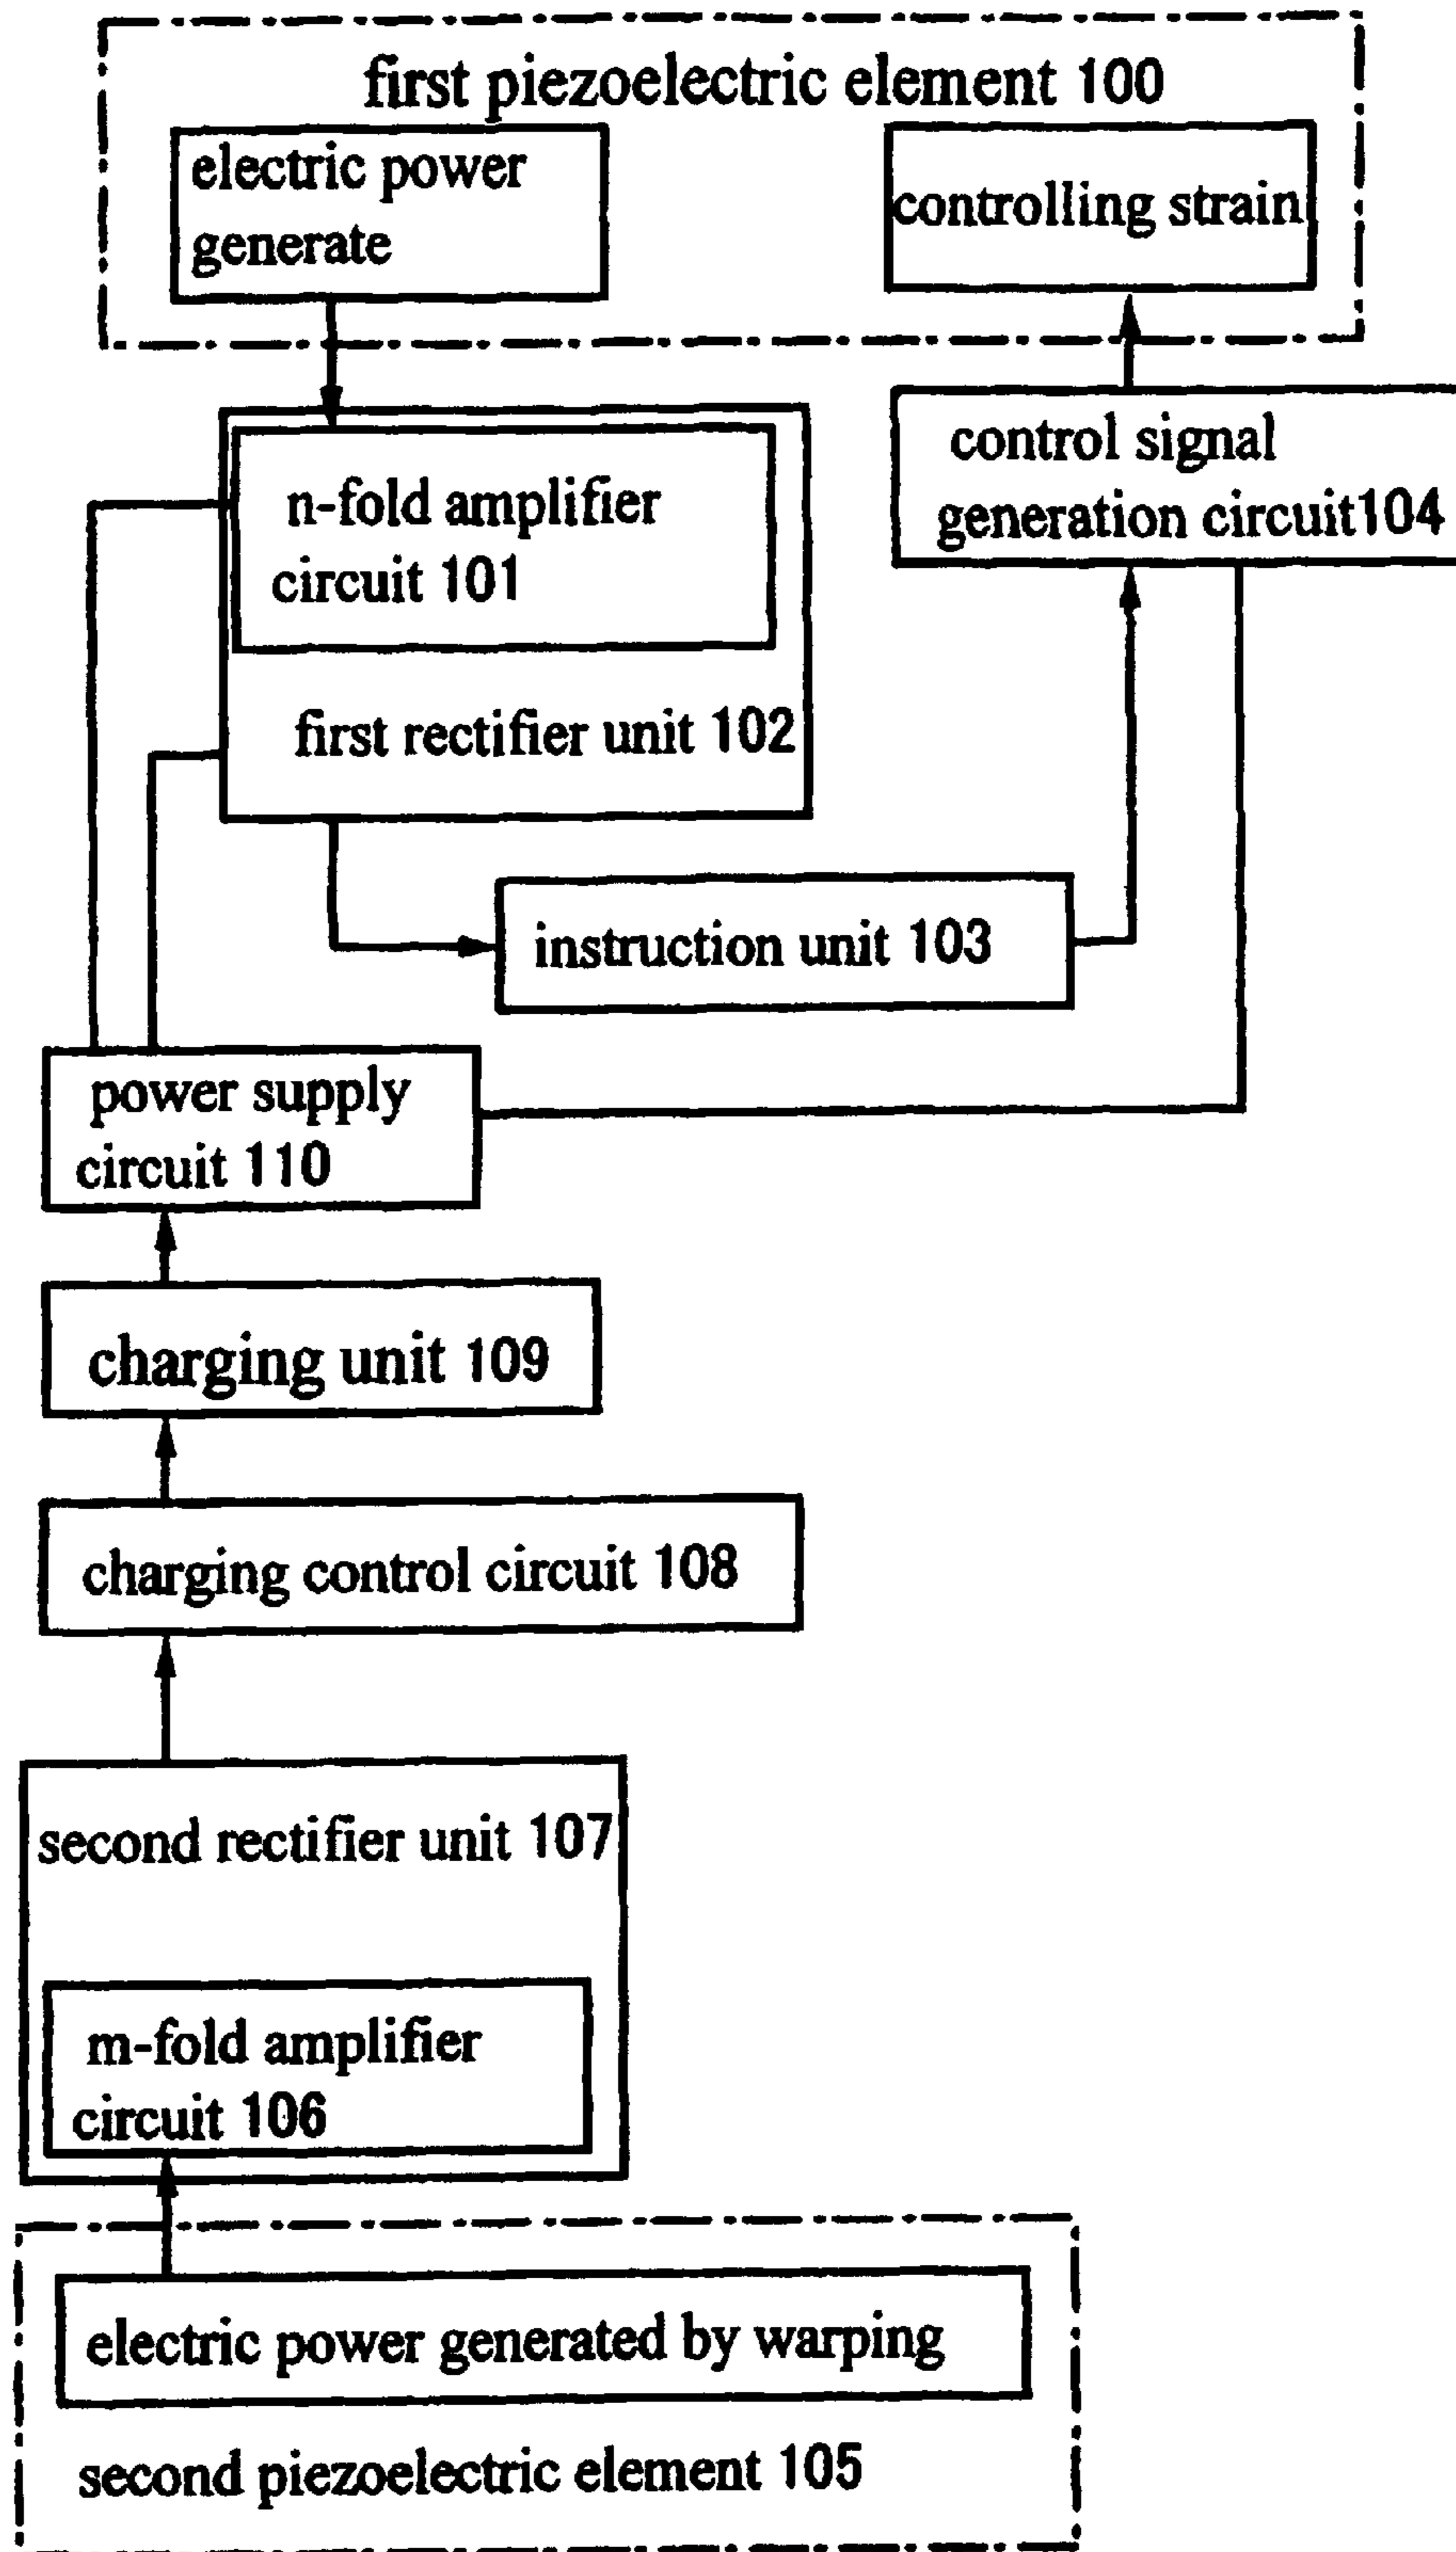 first piezoelectric element 100
electric power
generate
controlling strain
n-fold amplifier
circuit 101
first rectifier unit 102
control signal
generation circuit104
instruction unit 103
power supply
circuit 110
charging unit 109
charging control circuit 108
second rectifier unit 107
m-fold amplifier
circuit 106
electric power generated by warping
second piezoelectric element 105